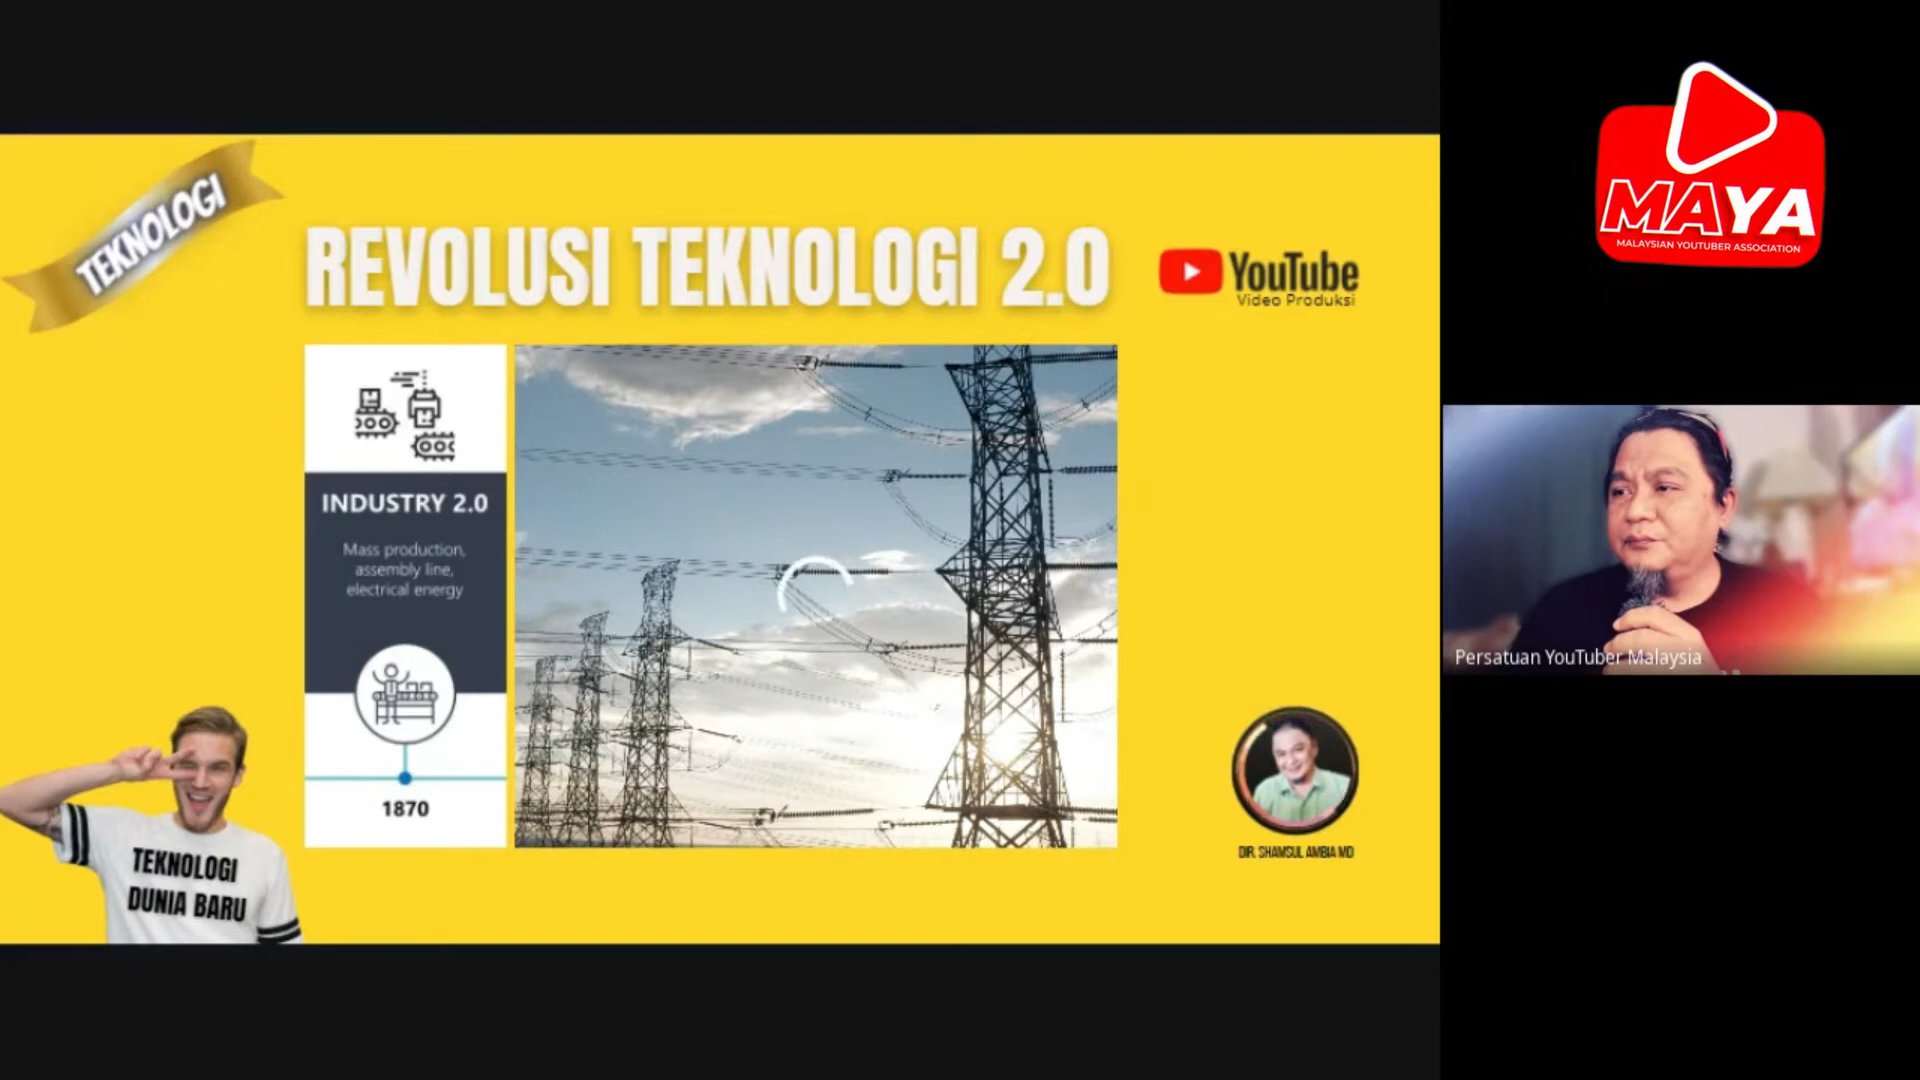 TEKNOLOGI
REVOLUSI TEKNOLOGI 2.0
YouTube
Video Produksi
INDUSTRY 2.0
Mass production,
assembly line,
electrical energy
1870
TEKNOLOGI
DUNIA BARU
DIR. SHAMSUL AMBIA MD
MAYA
MALAYSIAN YOUTUBER ASSOCIATION
Persatuan YouTuber Malaysia